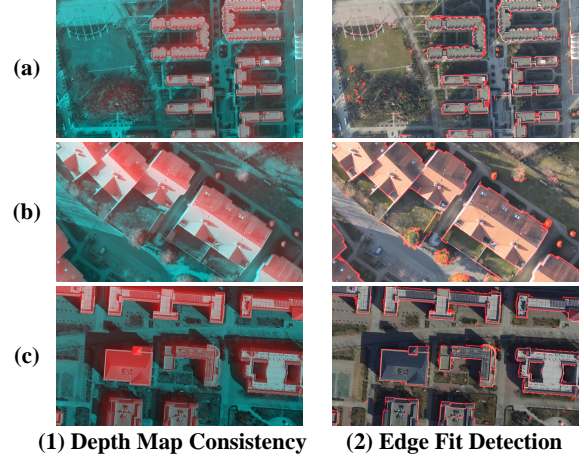 (a)
(b)
(c)
(1) Depth Map Consistency
(2) Edge Fit Detection